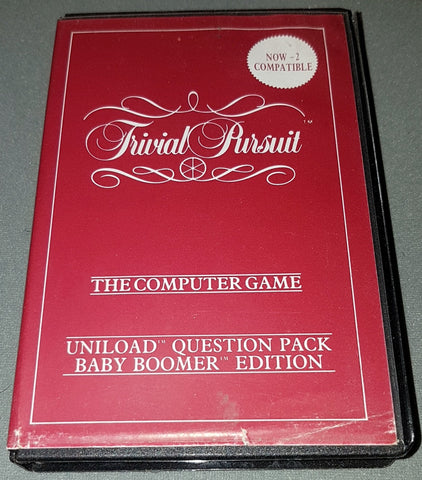 NOW -2
COMPATIBLE
Trivial Pursuit™
THE COMPUTER GAME
UNILOAD™ QUESTION PACK
BABY BOOMER™ EDITION